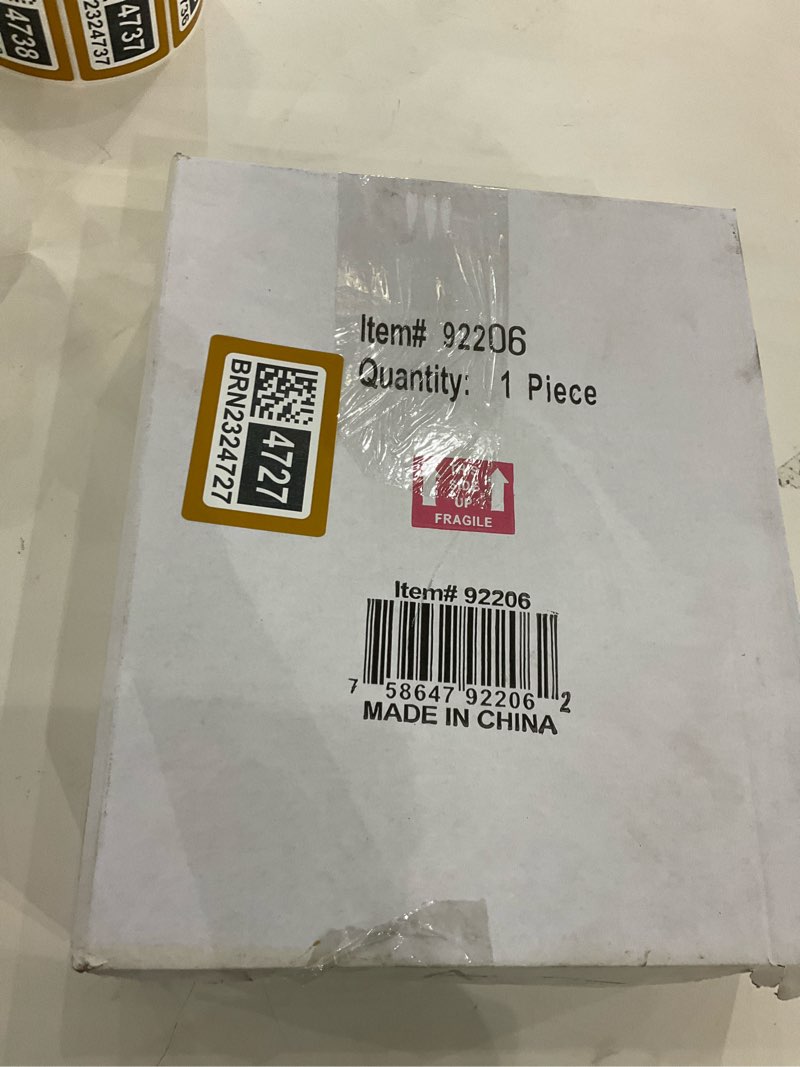 4738
4737
2324737
Item# 92206
Quantity: 1 Piece
4727
BRN2324727
THIS
SIDE
UP
FRAGILE
Item# 92206
7 58647 92206 2
MADE IN CHINA